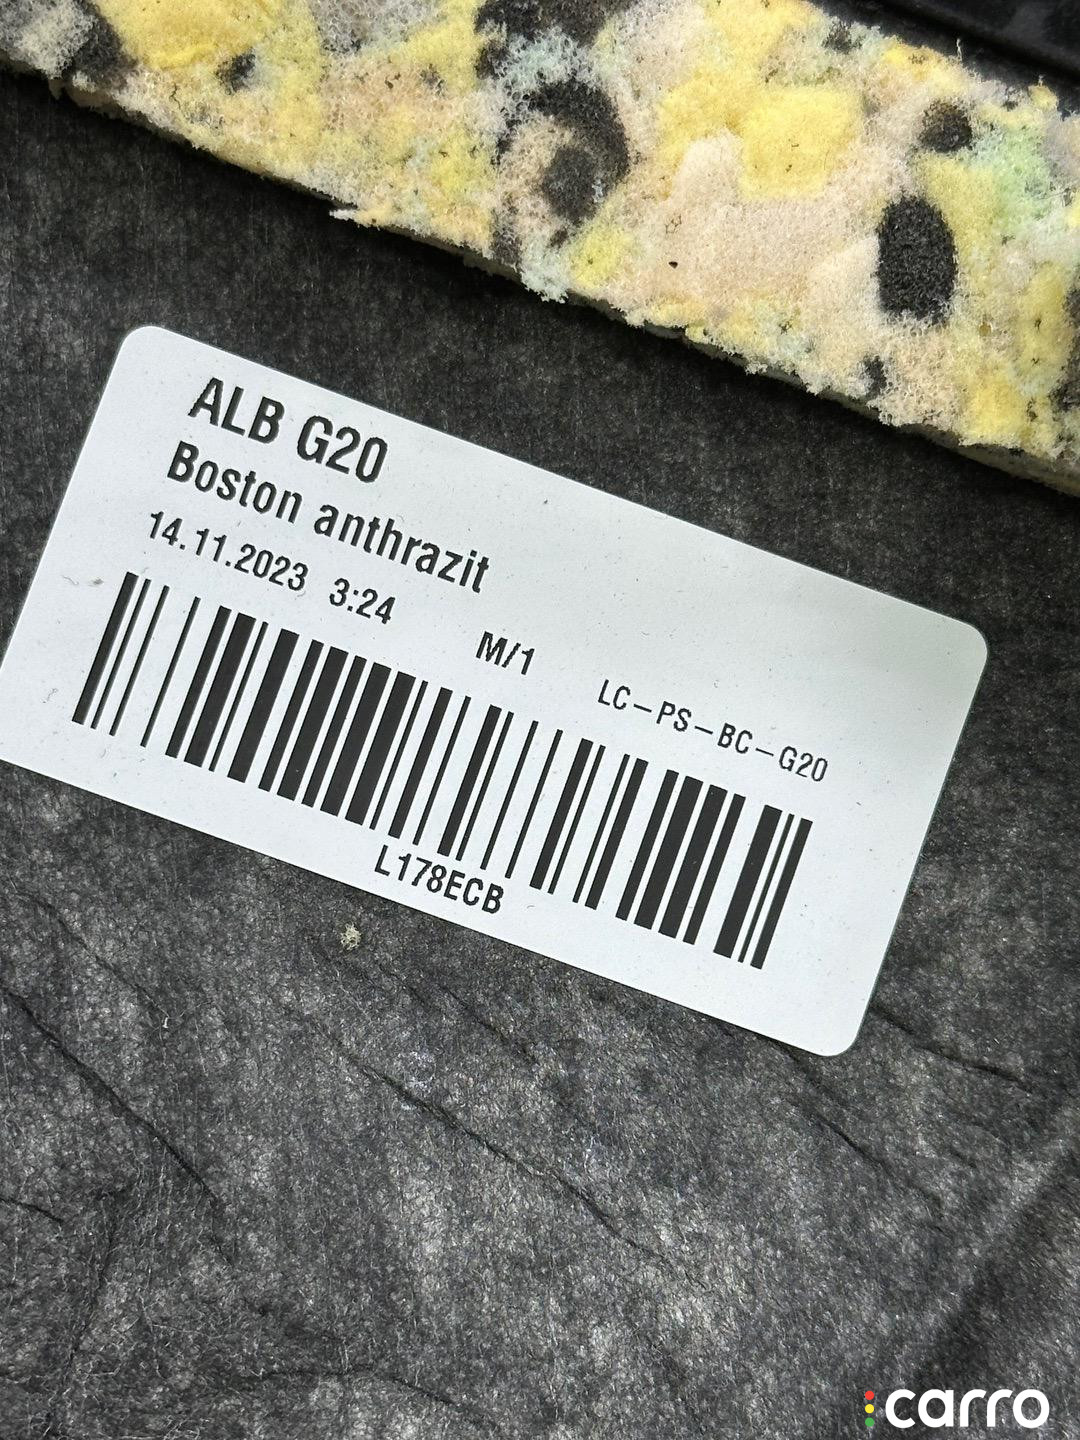 ALB G20
Boston anthrazit
14.11.2023 3:24
M/1
LC-PS-BC-G20
L178ECB
carro